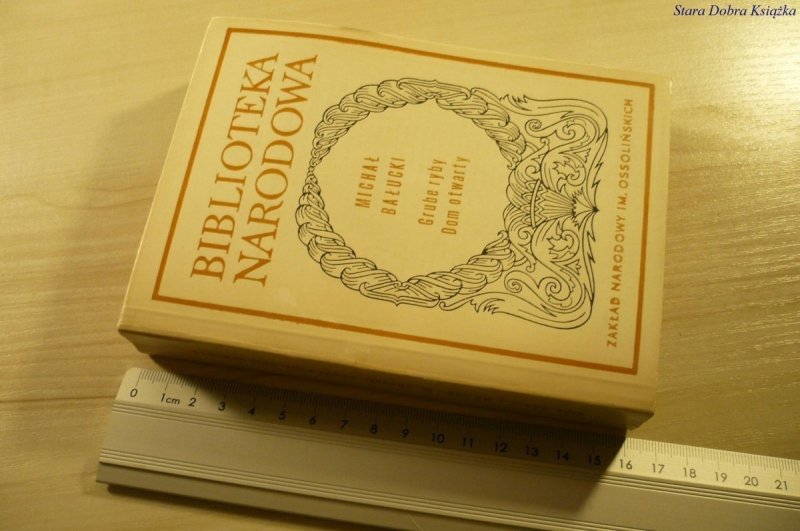 Stara Dobra Książka
BIBLIOTEKA
NARODOWA
MICHAŁ
BAŁUCKI
Grube ryby
Dom otwarty
ZAKŁAD NARODOWY IM. OSSOLIŃSKICH
0 1cm 2 3 4 5 6 7 8 9 10 11 12 13 14 15 16 17 18 19 20 21